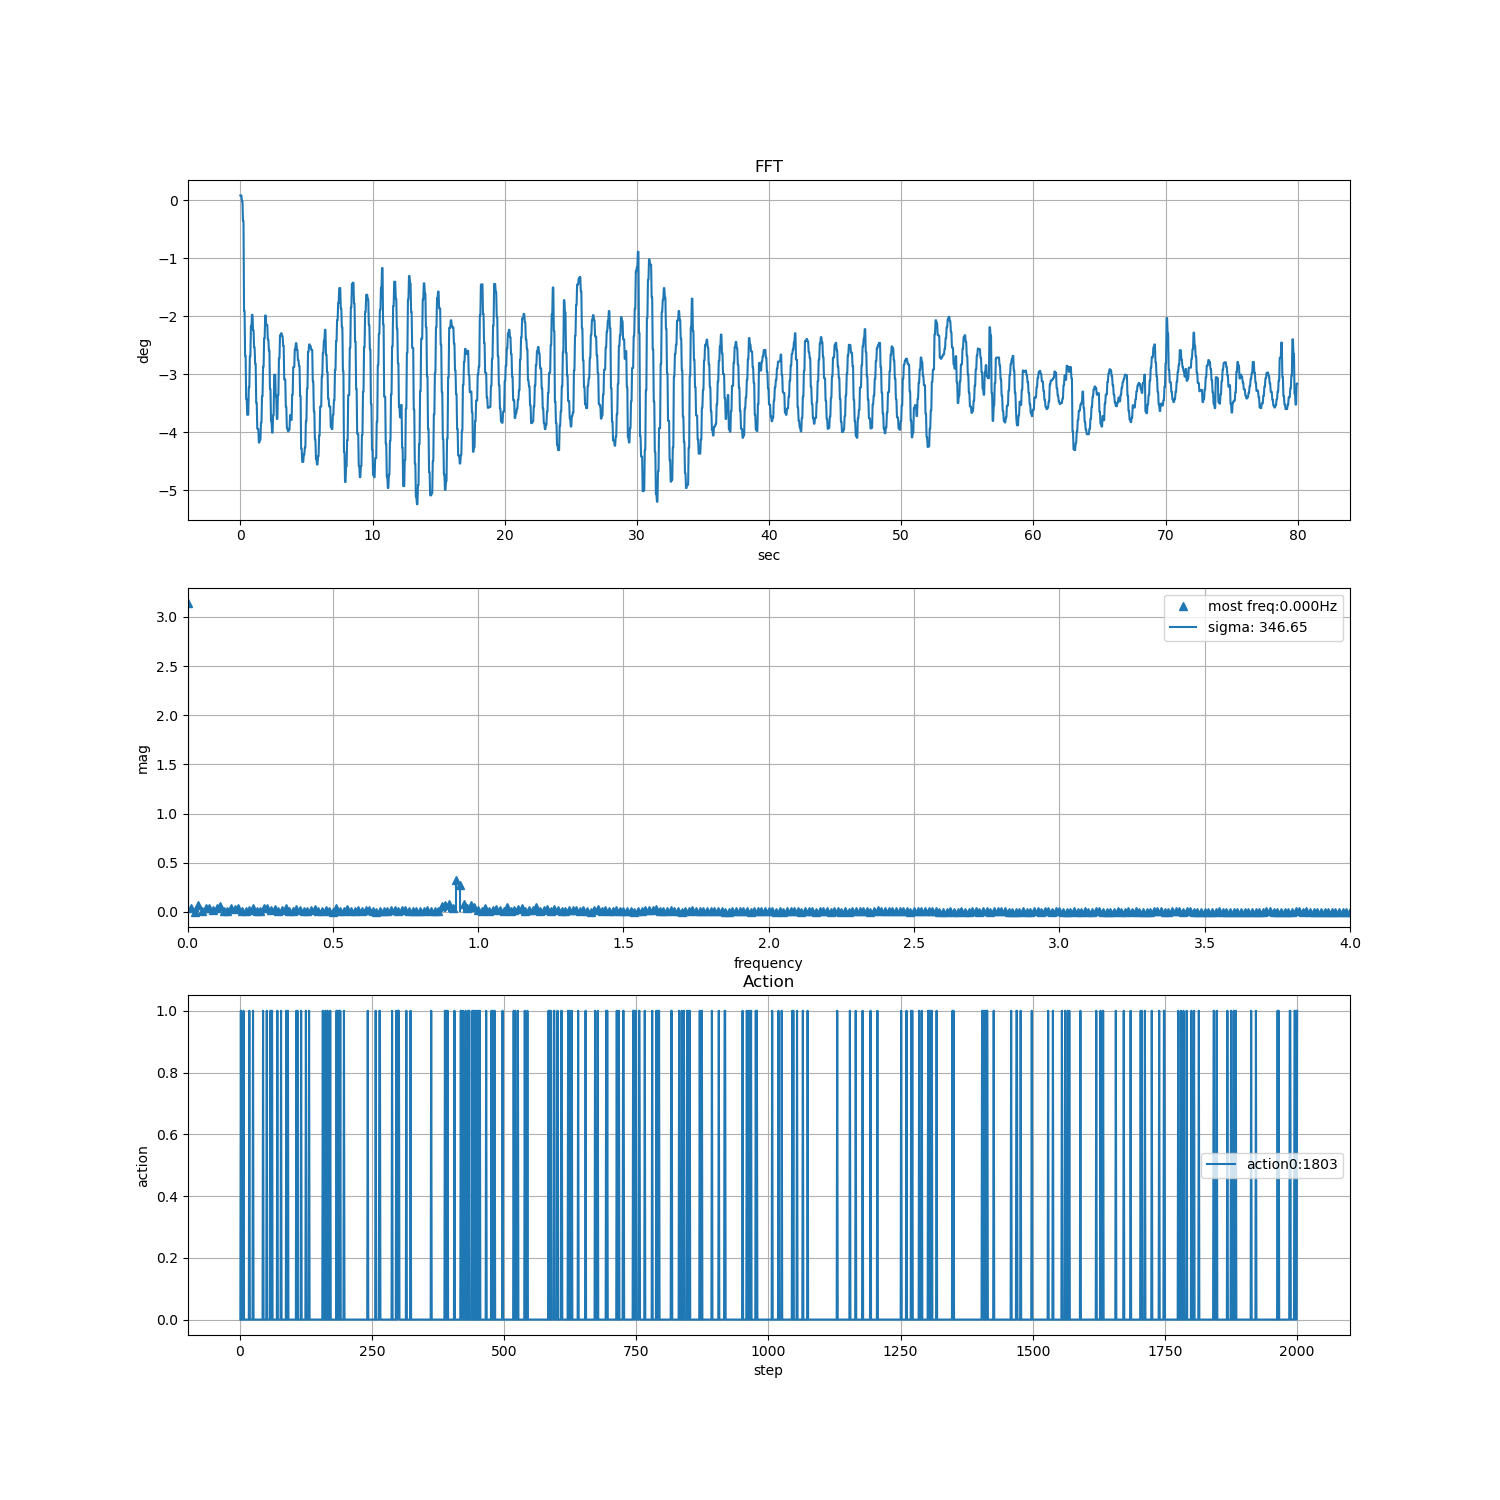 FFT
0
−1
−2
−3
−4
−5
deg
0 10 20 30 40 50 60 70 80
sec
most freq:0.000Hz
sigma: 346.65
3.0
2.5
2.0
1.5
1.0
0.5
0.0
mag
0.0 0.5 1.0 1.5 2.0 2.5 3.0 3.5 4.0
frequency
Action
1.0
0.8
0.6
0.4
0.2
0.0
action
action0:1803
0 250 500 750 1000 1250 1500 1750 2000
step